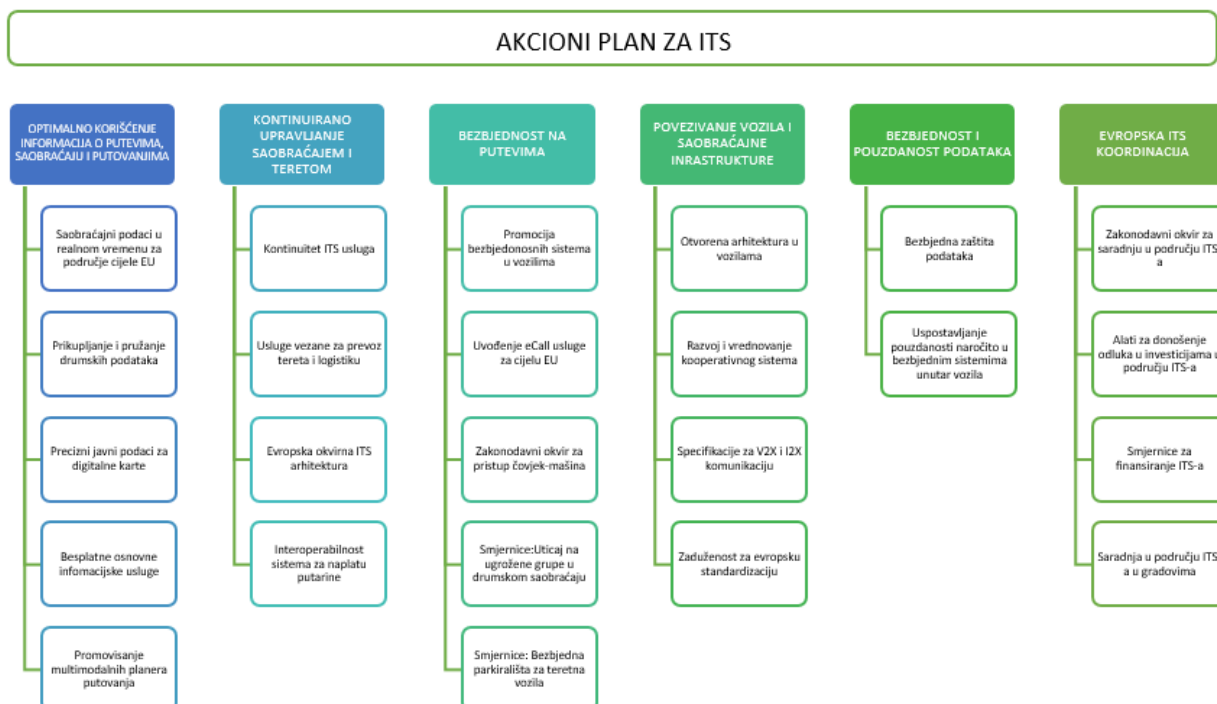 AKCIONI PLAN ZA ITS
OPTIMALNO KORIŠĆENJE
INFORMACIJA O PUTEVIMA,
SAOBRAĆAJU I PUTOVANJIMA
Saobraćajni podaci u
realnom vremenu za
područje cijele EU
Prikupljanje i pružanje
drumskih podataka
Precizni javni podaci za
digitalne karte
Besplatne osnovne
infomacijske usluge
Promovisanje
multimodalnih planera
putovanja
KONTINUIRANO
UPRAVLJANJE
SAOBRAĆAJEM I
TERETOM
Kontinuitet ITS usluga
Usluge vezane za prevoz
tereta i logistiku
Evropska okvirna ITS
arhitektura
Interoperabilnost
sistema za naplatu
putarine
BEZBJEDNOST NA
PUTEVIMA
Promocija
bezbjedonosnih sistema
u vozilima
Uvođenje eCall usluge
za cijelu EU
Zakonodavni okvir za
pristup čovjek-mašina
Smjernice:Uticaj na
ugrožene grupe u
drumskom saobraćaju
Smjernice: Bezbjedna
parkirališta za teretna
vozila
POVEZIVANJE VOZILA I
SAOBRAĆAJNE
INRASTRUKTURE
Otvorena arhitektura u
vozilama
Razvoj i vrednovanje
kooperativnog sistema
Specifikacije za V2X i I2X
komunikaciju
Zaduženost za evropsku
standardizaciju
BEZBJEDNOST I
POUZDANOST PODATAKA
Bezbjedna zaštita
podataka
Uspostavljanje
pouzdanosti naročito u
bezbjednim sistemima
unutar vozila
EVROPSKA ITS
KOORDINACIJA
Zakonodavni okvir za
saradnju u području ITS-
a
Alati za donošenje
odluka u investicijama u
području ITS-a
Smjernice za
finansiranje ITS-a
Saradnja u području ITS-
a u gradovima